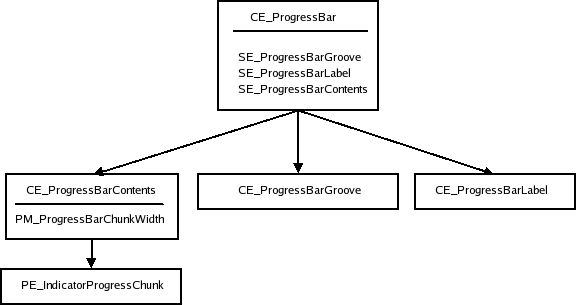 CE_ProgressBar
SE_ProgressBarGroove
SE_ProgressBarLabel
SE_ProgressBarContents
CE_ProgressBarContents
PM_ProgressBarChunkWidth
CE_ProgressBarGroove
CE_ProgressBarLabel
PE_IndicatorProgressChunk